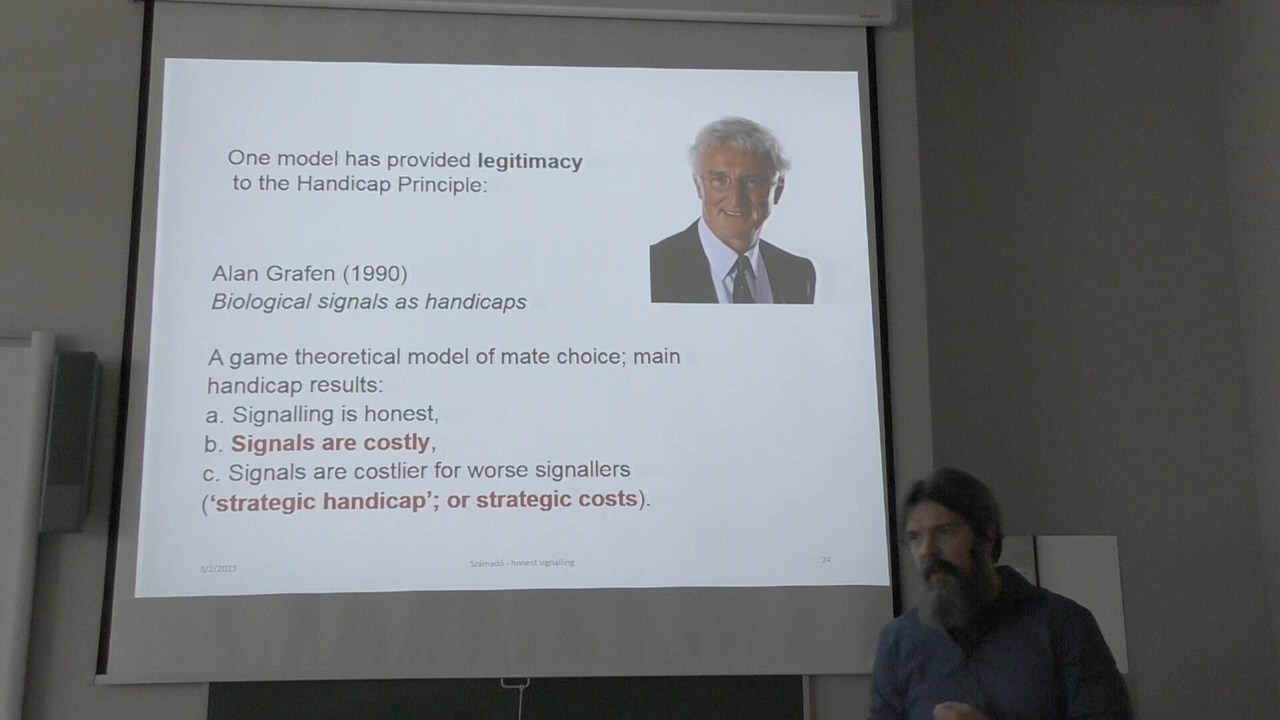 One model has provided legitimacy
to the Handicap Principle:
Alan Grafen (1990)
Biological signals as handicaps
A game theoretical model of mate choice; main
handicap results:
a. Signalling is honest,
b. Signals are costly,
c. Signals are costlier for worse signallers
(‘strategic handicap’; or strategic costs).
3/2/2023 Számadó - honest signalling 24